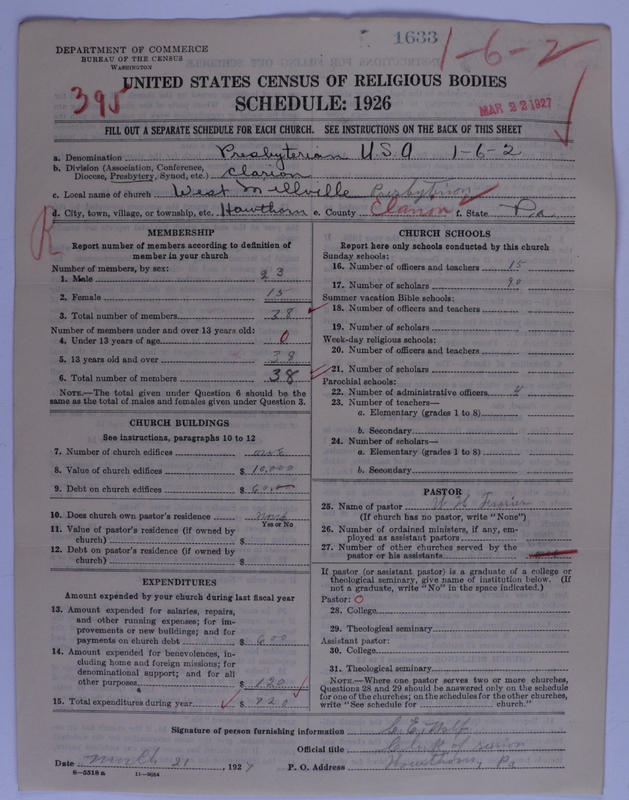 1633
1-6-2
DEPARTMENT OF COMMERCE
BUREAU OF THE CENSUS
WASHINGTON
UNITED STATES CENSUS OF RELIGIOUS BODIES
395
SCHEDULE: 1926
MAR 22 1927
FILL OUT A SEPARATE SCHEDULE FOR EACH CHURCH. SEE INSTRUCTIONS ON THE BACK OF THIS SHEET
a. Denomination Presbyterian U.S.A 1-6-2
b. Division (Association, Conference, Diocese, Presbytery, Synod, etc.) Clarion
c. Local name of church West Millville Presbyterian
d. City, town, village, or township, etc. Hawthorn e. County Clarion f. State Pa
R
MEMBERSHIP
Report number of members according to definition of
member in your church
Number of members, by sex:
1. Male 23
2. Female 15
3. Total number of members 38
Number of members under and over 13 years old:
4. Under 13 years of age 0
5. 13 years old and over 38
6. Total number of members 38
NOTE.—The total given under Question 6 should be the
same as the total of males and females given under Question 3.
CHURCH BUILDINGS
See instructions, paragraphs 10 to 12
7. Number of church edifices one
8. Value of church edifices $ 10,000
9. Debt on church edifices $
10. Does church own pastor's residence
Yes or No
11. Value of pastor's residence (if owned by
church) $
12. Debt on pastor's residence (if owned by
church) $
EXPENDITURES
Amount expended by your church during last fiscal year
13. Amount expended for salaries, repairs,
and other running expenses; for im-
provements or new buildings; and for
payments on church debt $ 600
14. Amount expended for benevolences, in-
cluding home and foreign missions; for
denominational support; and for all
other purposes $ 120
15. Total expenditures during year $ 720
CHURCH SCHOOLS
Report here only schools conducted by this church
Sunday schools:
16. Number of officers and teachers 15
17. Number of scholars 90
Summer vacation Bible schools:
18. Number of officers and teachers
19. Number of scholars
Week-day religious schools:
20. Number of officers and teachers
21. Number of scholars
Parochial schools:
22. Number of administrative officers 4
23. Number of teachers—
a. Elementary (grades 1 to 8)
b. Secondary
24. Number of scholars—
a. Elementary (grades 1 to 8)
b. Secondary
PASTOR
25. Name of pastor
(If church has no pastor, write "None")
26. Number of ordained ministers, if any, em-
ployed as assistant pastors
27. Number of other churches served by the
pastor or his assistants
If pastor (or assistant pastor) is a graduate of a college or
theological seminary, give name of institution below. (If
not a graduate, write "No" in the space indicated.)
Pastor: 0
28. College
29. Theological seminary
Assistant pastor:
30. College
31. Theological seminary
NOTE.—Where one pastor serves two or more churches,
Questions 28 and 29 should be answered only on the schedule
for one of the churches; on the schedules for the other churches,
write "See schedule for church."
Signature of person furnishing information C. E. Wolf
Official title Clerk of session
Date March 21, 1927 P. O. Address Hawthorn, Pa
8-5518 a